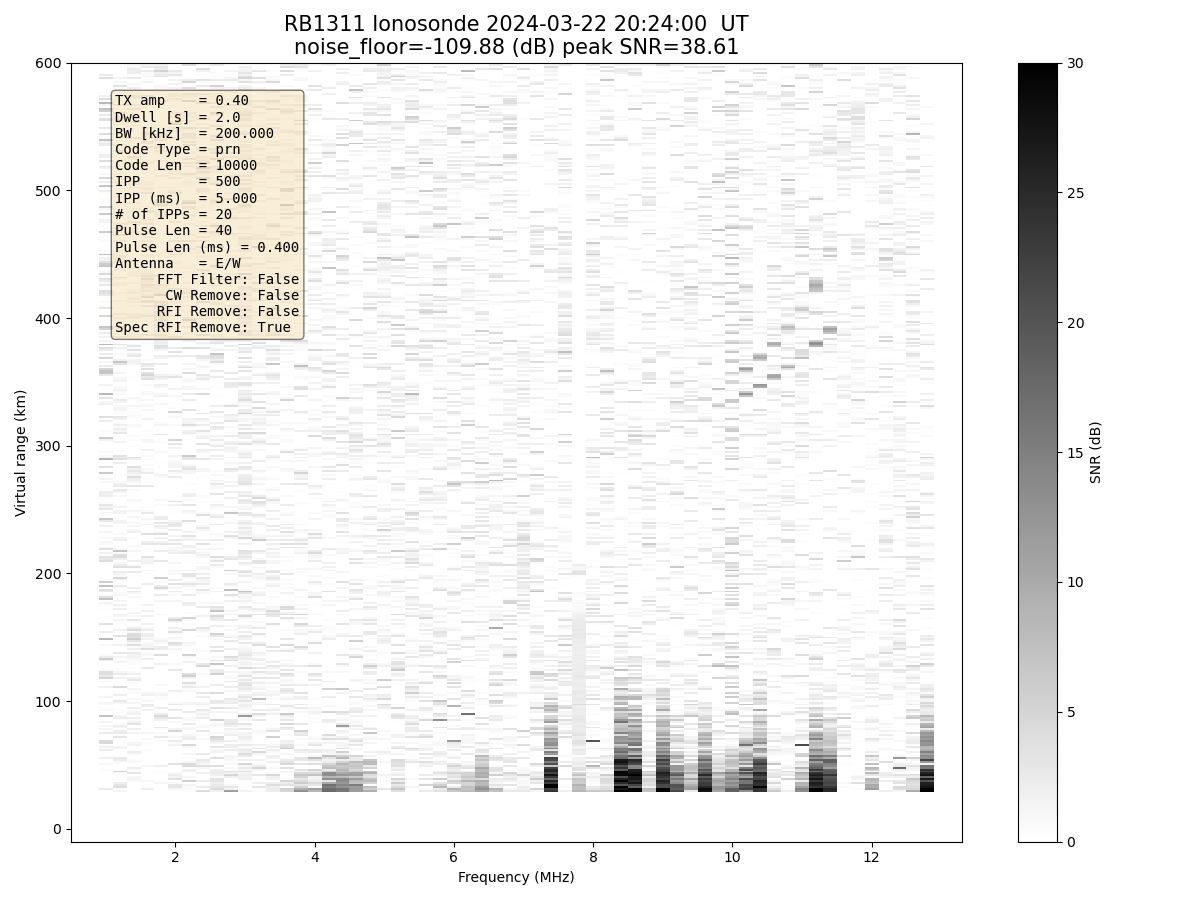 RB1311 Ionosonde 2024-03-22 20:24:00  UT
noise_floor=-109.88 (dB) peak SNR=38.61
TX amp    = 0.40
Dwell [s] = 2.0
BW [kHz]  = 200.000
Code Type = prn
Code Len  = 10000
IPP       = 500
IPP (ms)  = 5.000
# of IPPs = 20
Pulse Len = 40
Pulse Len (ms) = 0.400
Antenna   = E/W
FFT Filter: False
CW Remove: False
RFI Remove: False
Spec RFI Remove: True
600
500
400
300
200
100
0
Virtual range (km)
2
4
6
8
10
12
Frequency (MHz)
30
25
20
15
10
5
0
SNR (dB)